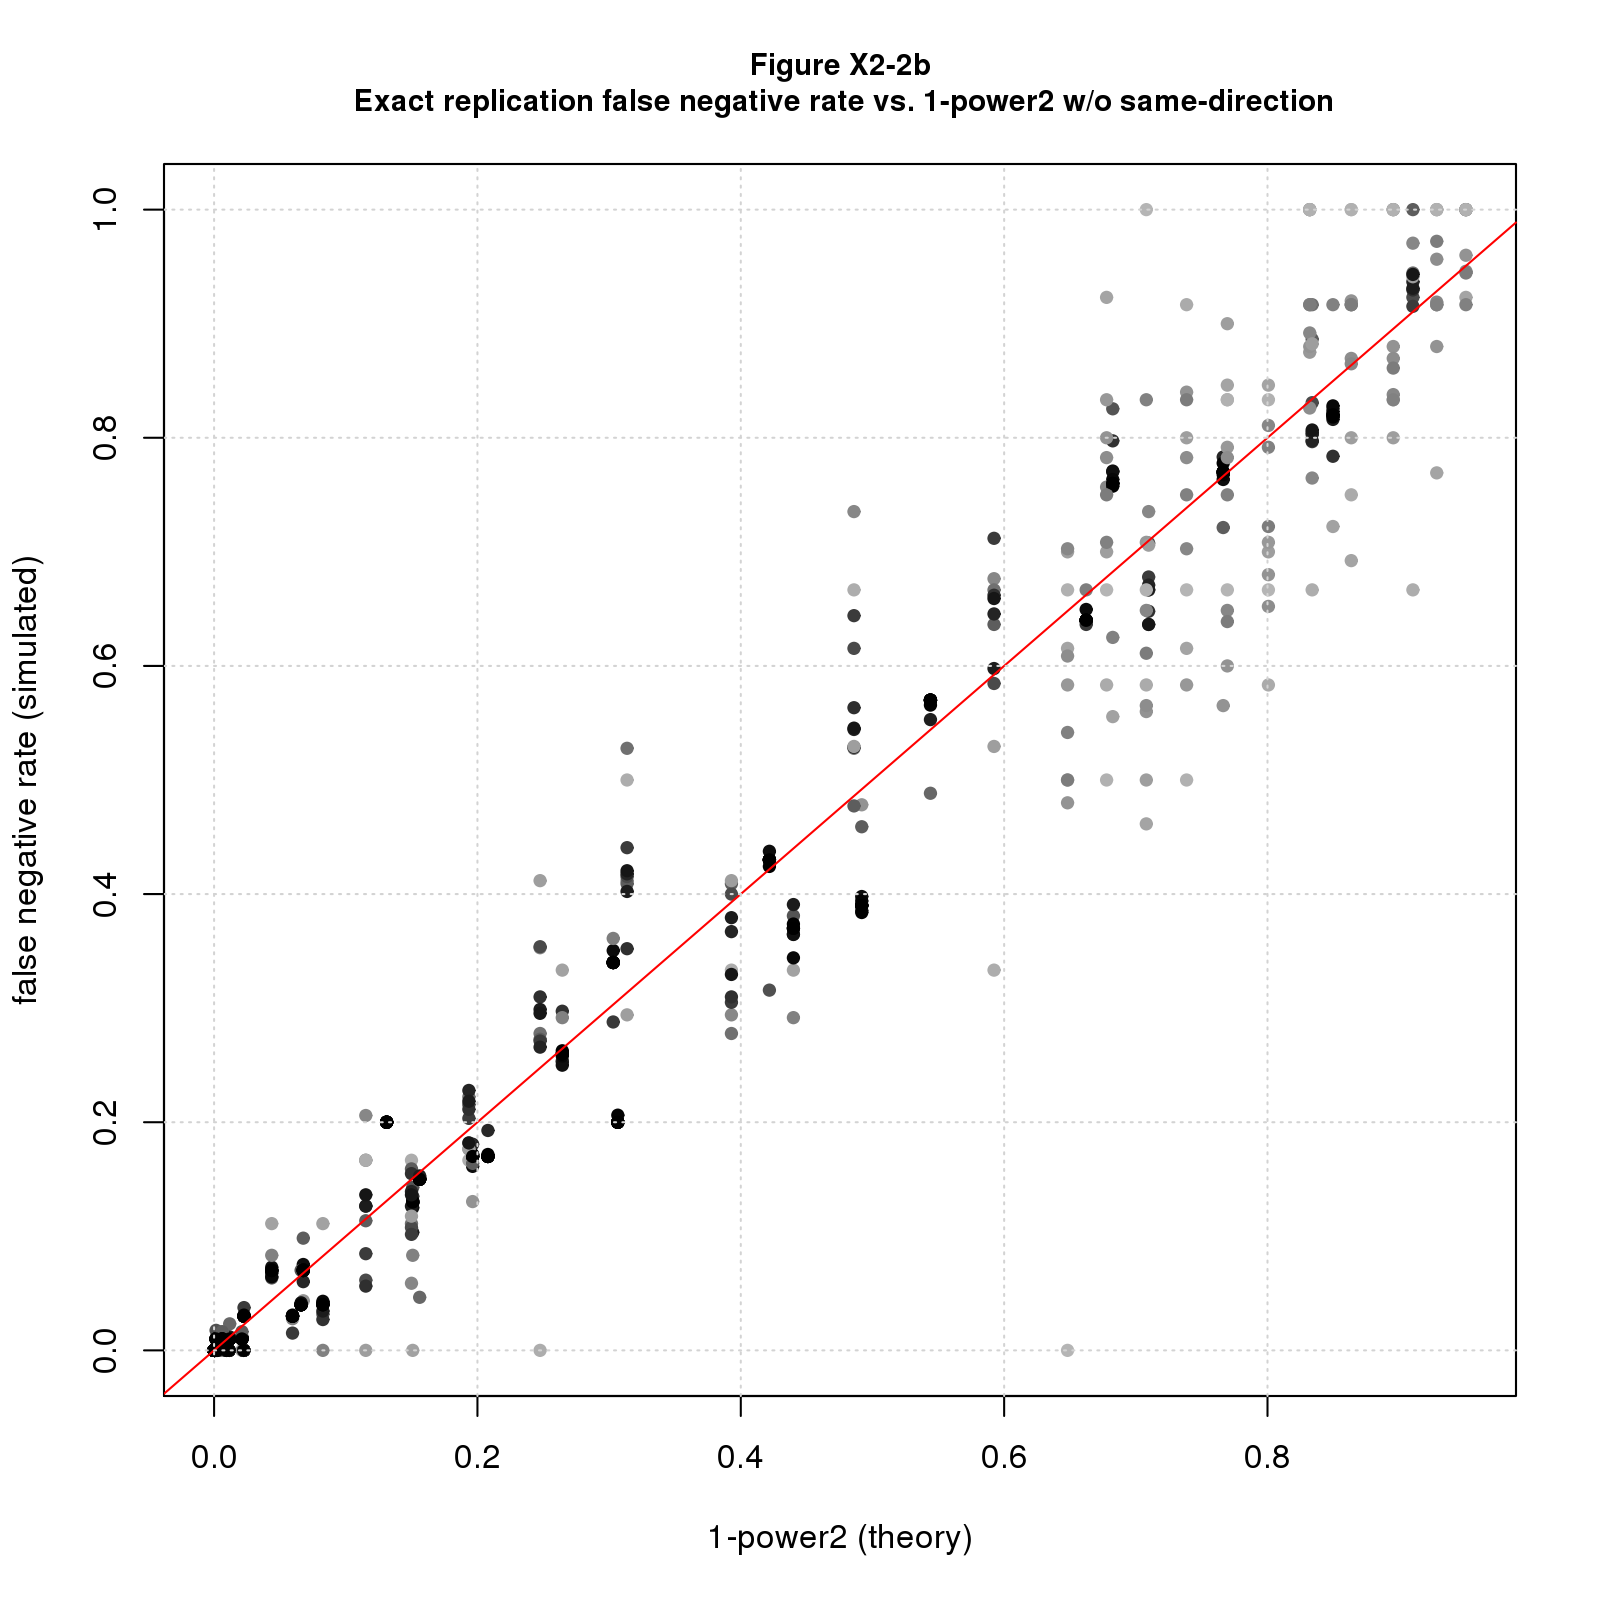 Figure X2-2b
Exact replication false negative rate vs. 1-power2 w/o same-direction
false negative rate (simulated)
1.0
0.8
0.6
0.4
0.2
0.0
0.0 0.2 0.4 0.6 0.8
1-power2 (theory)